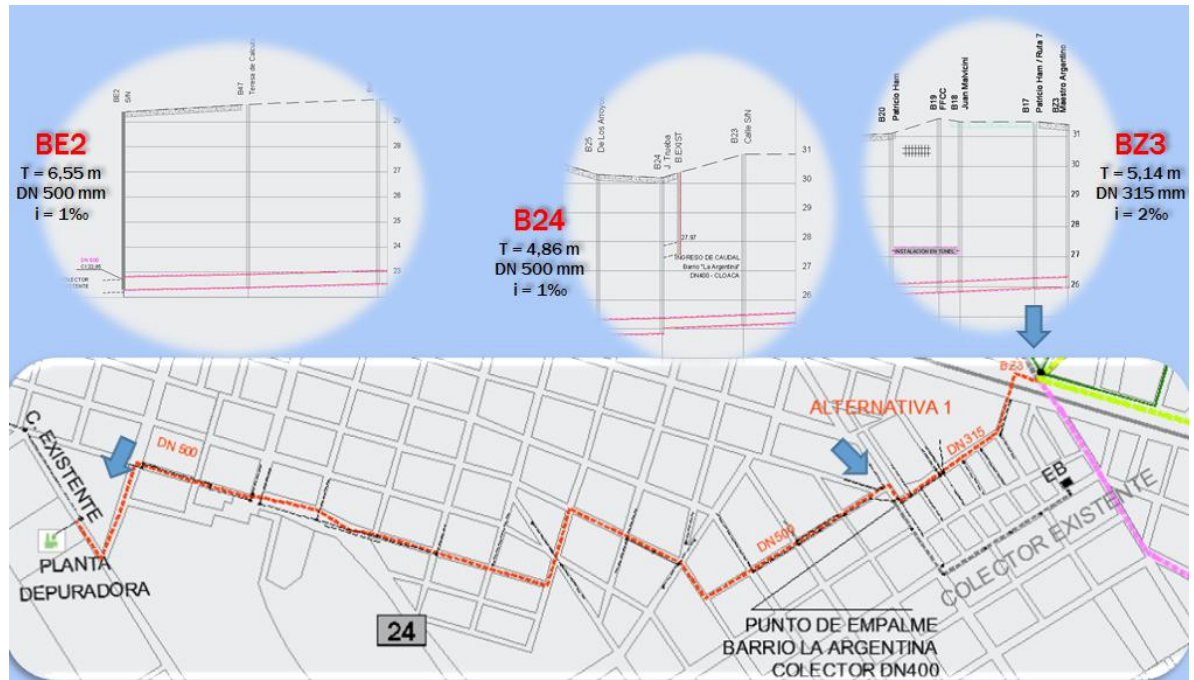 BE2
S/N
B47
Teresa de Calcuta
29
28
27
26
25
24
23
DN 500
BE2
T = 6,55 m
DN 500 mm
i = 1‰
B25
De Los Arroyos
B24
J. Trueba
B.EXIST
B23
Calle S/N
31
30
29
28
27
26
27.97
INGRESO DE CAUDAL
Barrio "La Argentina"
DN400 - CLOACA
B24
T = 4,86 m
DN 500 mm
i = 1‰
B20
Patricio Ham
B19
FFCC
B18
Juan Malvicini
B17
Patricio Ham / Ruta 7
BZ3
Maestro Argentino
31
30
29
28
27
26
INSTALACIÓN EN TUNEL
BZ3
T = 5,14 m
DN 315 mm
i = 2‰
BZ3
ALTERNATIVA 1
DN 315
DN 500
C. EXISTENTE
EB
DN500
COLECTOR EXISTENTE
PLANTA
DEPURADORA
24
PUNTO DE EMPALME
BARRIO LA ARGENTINA
COLECTOR DN400